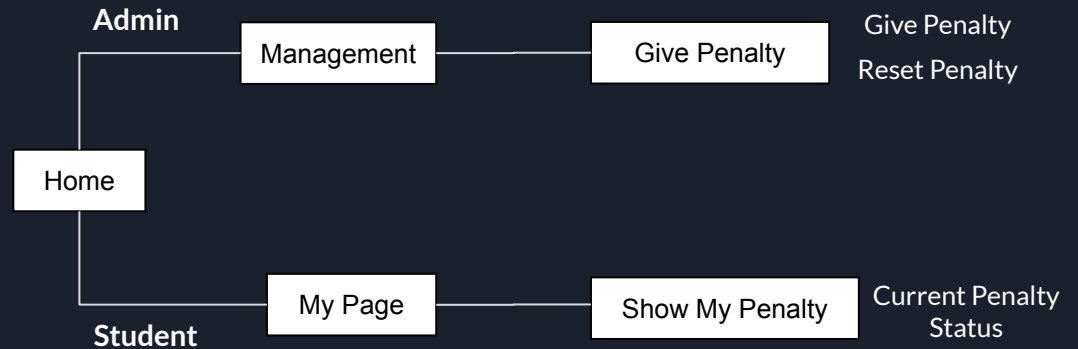 Admin
Management
Give Penalty
Give Penalty
Reset Penalty
Home
My Page
Show My Penalty
Current Penalty
Status
Student